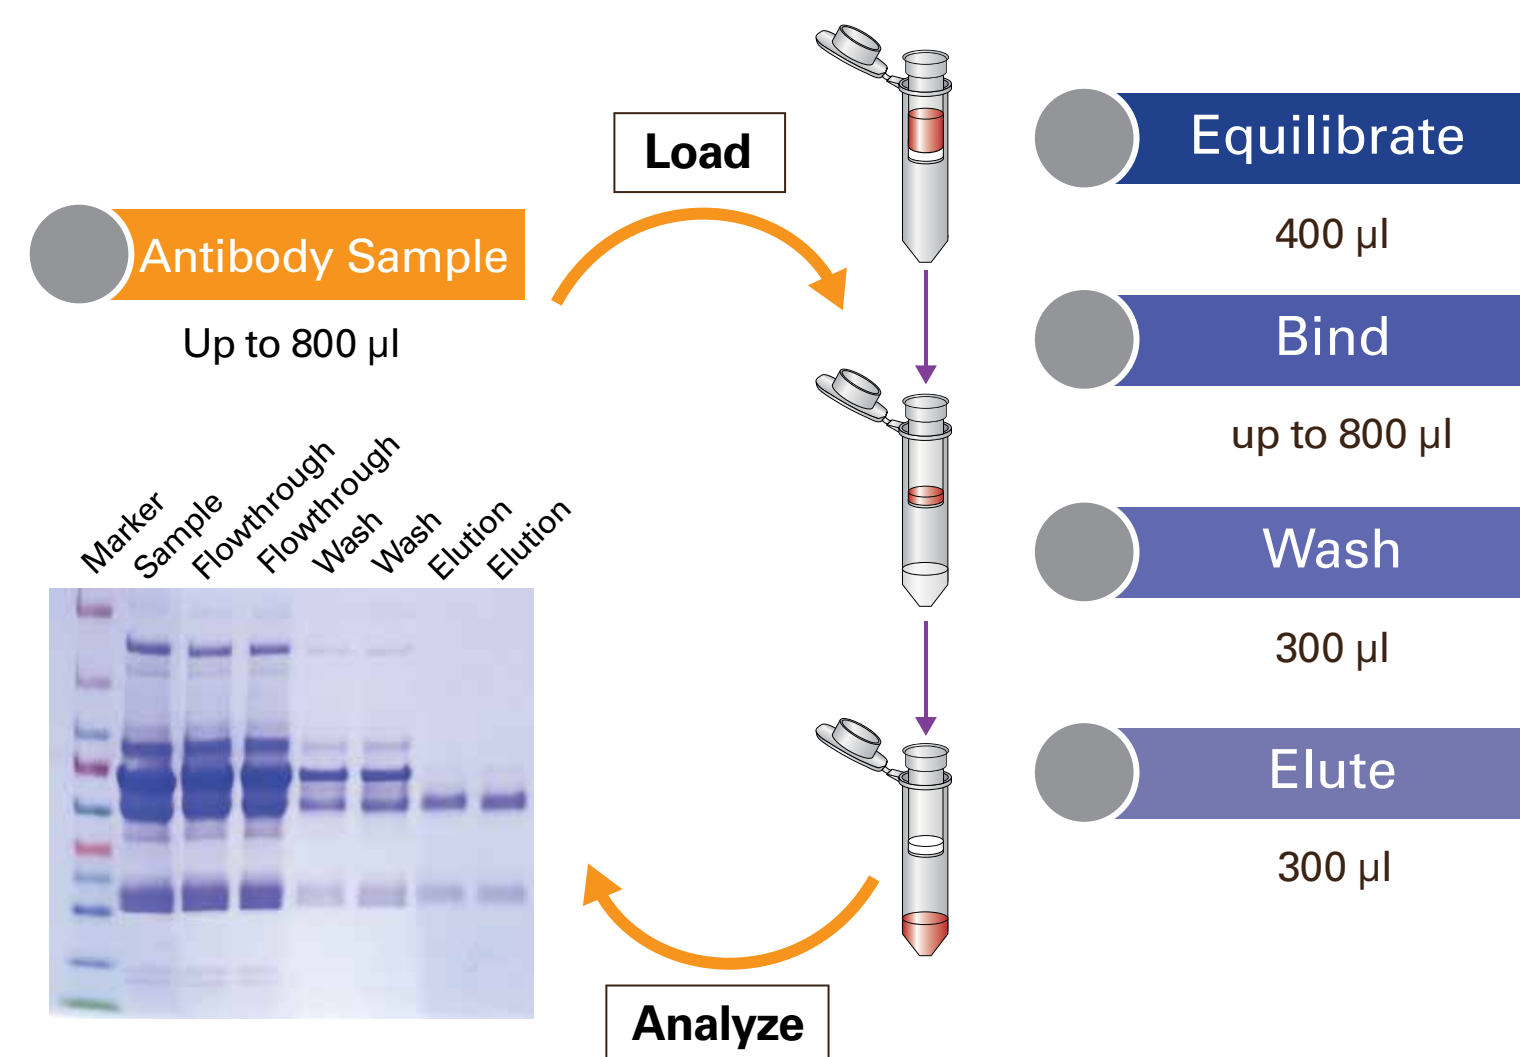 Load
Antibody Sample
Up to 800 µl
Equilibrate
400 µl
Bind
up to 800 µl
Wash
300 µl
Elute
300 µl
Marker
Sample
Flowthrough
Flowthrough
Wash
Wash
Elution
Elution
Analyze